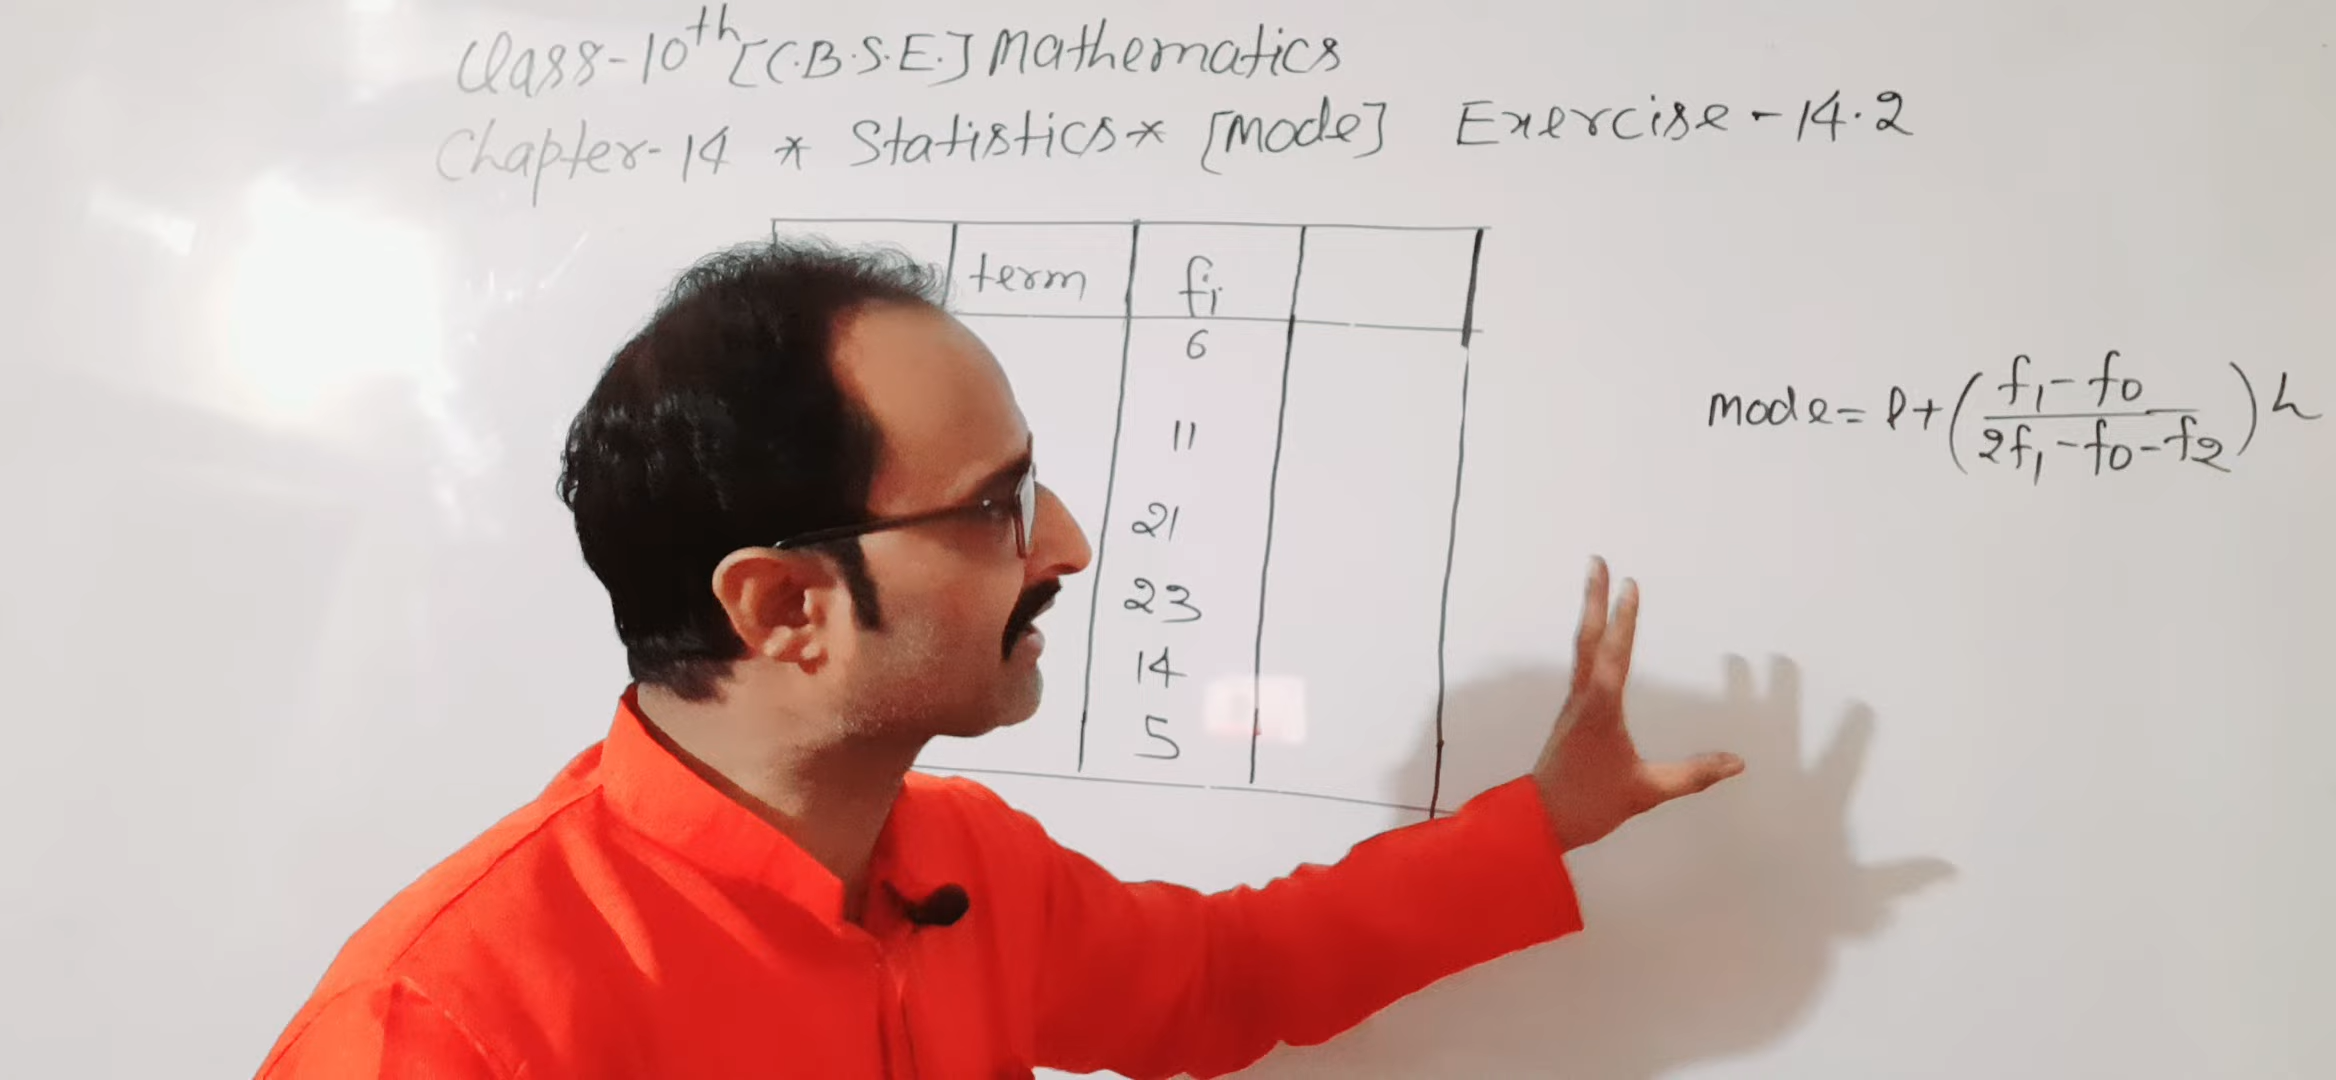 Class-10th [C.B.S.E.] Mathematics
Chapter-14 * Statistics * [Mode] Exercise - 14.2
term fi
6
11
21
23
14
5
mode = l + ( f1 - f0 / 2f1 - f0 - f2 ) h